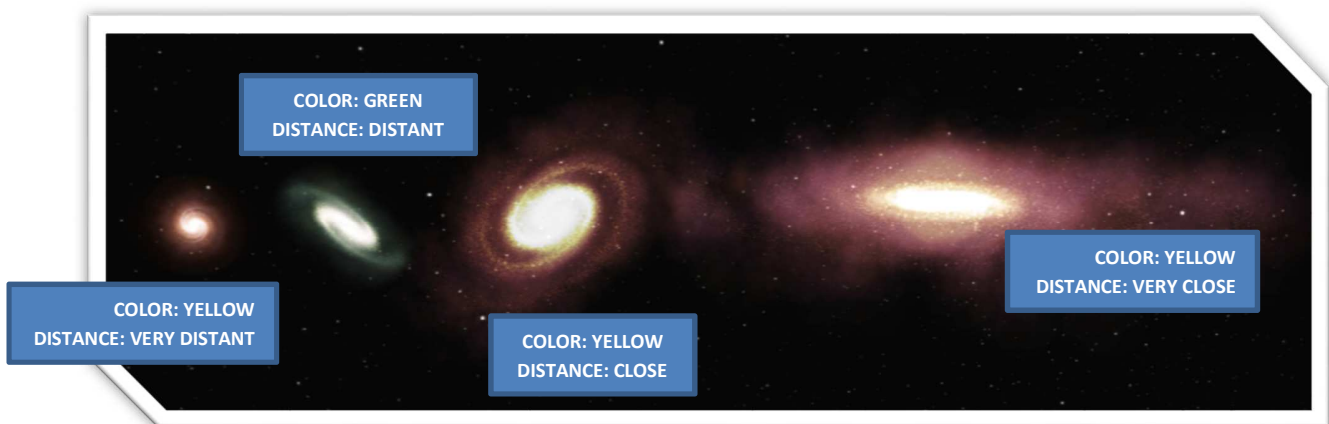 COLOR: GREEN
DISTANCE: DISTANT
COLOR: YELLOW
DISTANCE: VERY DISTANT
COLOR: YELLOW
DISTANCE: CLOSE
COLOR: YELLOW
DISTANCE: VERY CLOSE